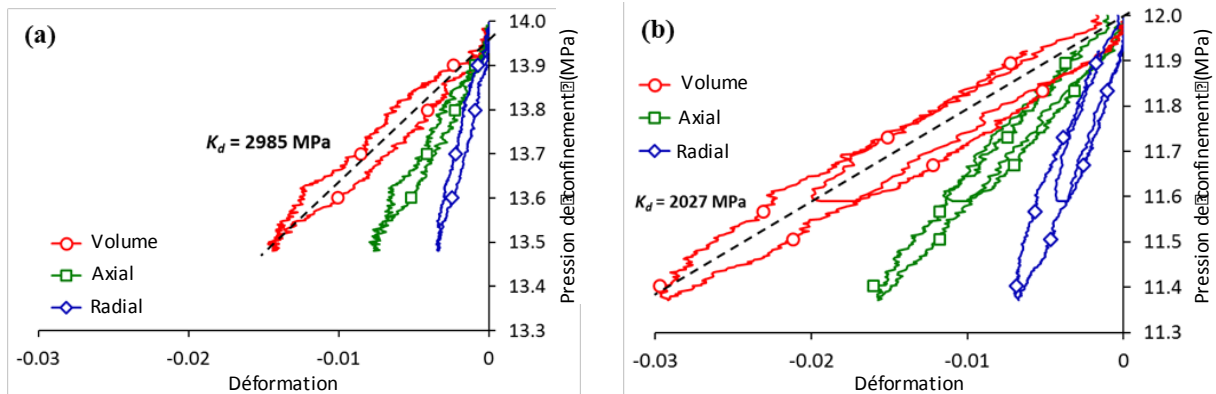 (a)
14.0
13.9
13.8
13.7
13.6
13.5
13.4
13.3
Pression de confinement (MPa)
K_d = 2985 MPa
Volume
Axial
Radial
-0.03
-0.02
-0.01
0
Déformation
(b)
12.0
11.9
11.8
11.7
11.6
11.5
11.4
11.3
Pression de confinement (MPa)
Volume
Axial
Radial
K_d = 2027 MPa
-0.03
-0.02
-0.01
0
Déformation